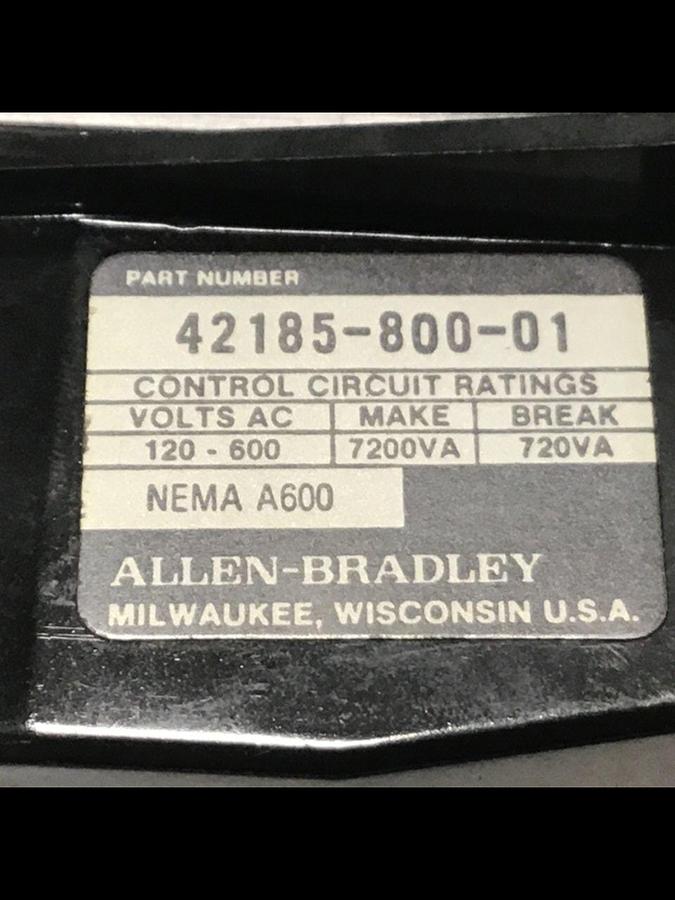 PART NUMBER
42185-800-01
CONTROL CIRCUIT RATINGS
VOLTS AC MAKE BREAK
120 - 600 7200VA 720VA
NEMA A600
ALLEN-BRADLEY
MILWAUKEE, WISCONSIN U.S.A.